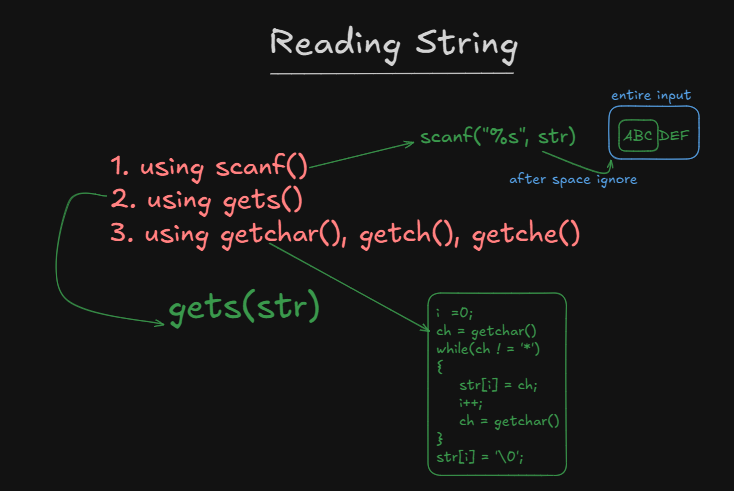 Reading String
entire input
scanf("%s", str)
ABC DEF
after space ignore
1. using scanf()
2. using gets()
3. using getchar(), getch(), getche()
gets(str)
i =0;
ch = getchar()
while(ch ! = '*')
{
str[i] = ch;
i++;
ch = getchar()
}
str[i] = '\0';